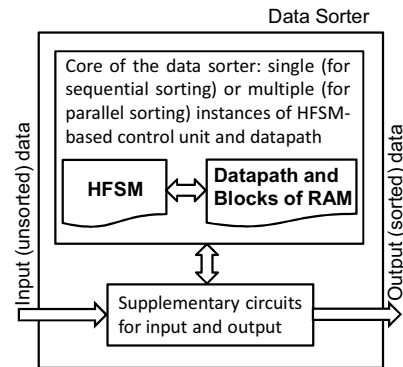 Data Sorter
Core of the data sorter: single (for
sequential sorting) or multiple (for
parallel sorting) instances of HFSM-
based control unit and datapath
HFSM
Datapath and
Blocks of RAM
Input (unsorted) data
Output (sorted) data
Supplementary circuits
for input and output